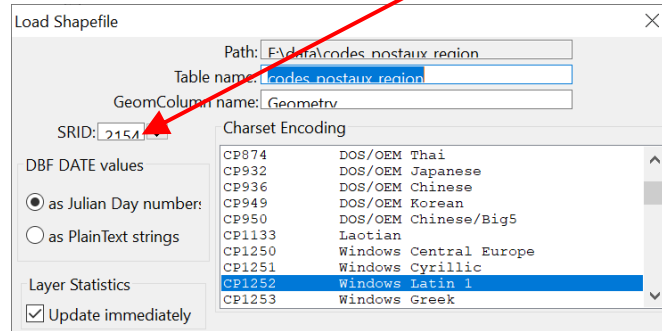 Load Shapefile
Path: F:\data\codes_postaux_region
Table name: codes_postaux_region
GeomColumn name: Geometry
SRID: 2154
Charset Encoding
CP874 DOS/OEM Thai
CP932 DOS/OEM Japanese
CP936 DOS/OEM Chinese
CP949 DOS/OEM Korean
CP950 DOS/OEM Chinese/Big5
CP1133 Laotian
CP1250 Windows Central Europe
CP1251 Windows Cyrillic
CP1252 Windows Latin 1
CP1253 Windows Greek
DBF DATE values
as Julian Day numbers
as PlainText strings
Layer Statistics
Update immediately